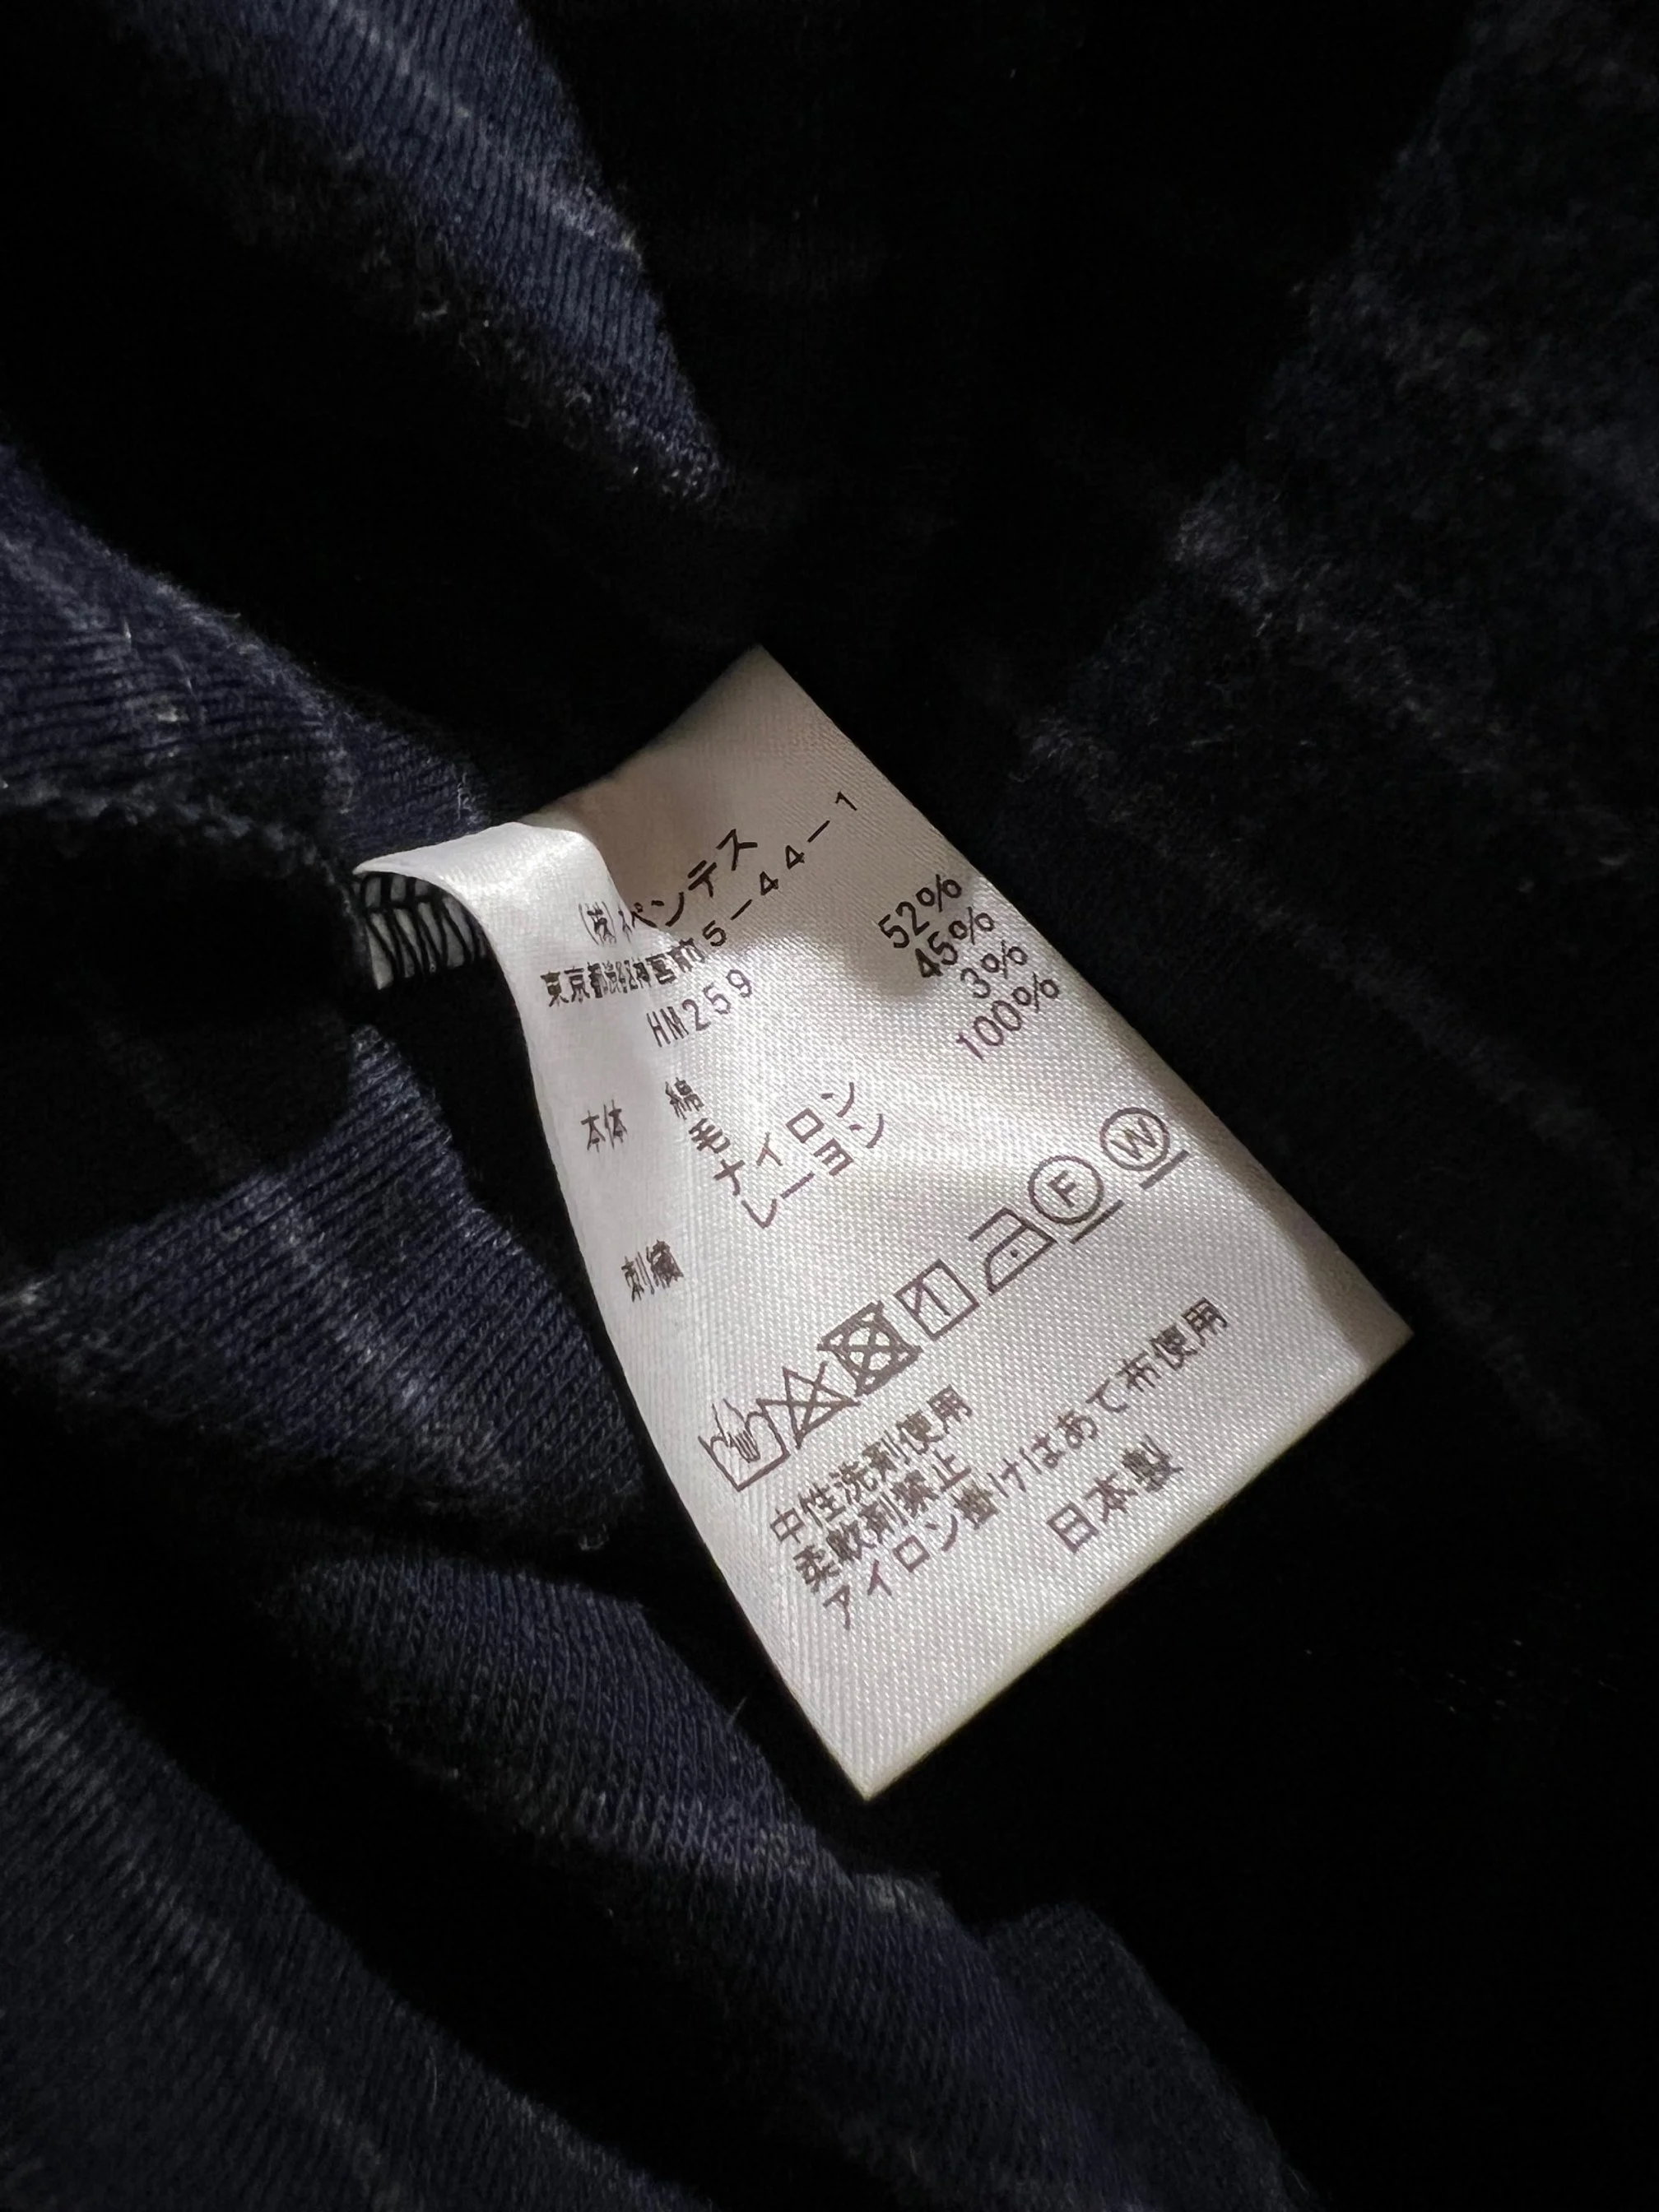 (株)ネペンテス
東京都渋谷区神宮前5-44-1
HM259
本体 綿 52%
毛 45%
ナイロン 3%
刺繍 レーヨン 100%
F W
中性洗剤使用
柔軟剤禁止
アイロン掛けはあて布使用
日本製